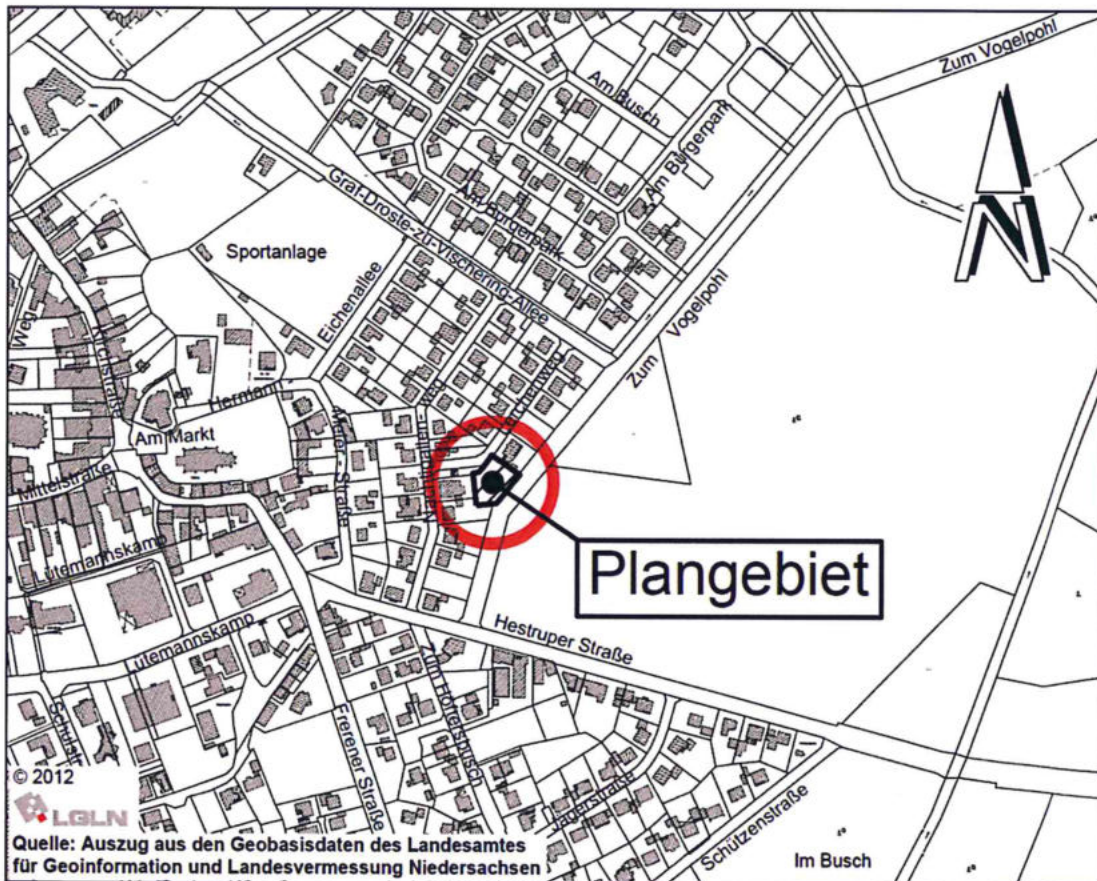 Zum Vogelpohl
Am Busch
Am Bürgerpark
Graf-Droste-zu-Vischering-Allee
Am Bürgerpark
Sportanlage
Eichenallee
Zum Vogelpohl
Weg
Kirchstraße
Am Markt
Mittelstraße
Lütemannskamp
Plangebiet
Hestruper Straße
Lütemannskamp
Frerener Straße
Jägerstraße
Schützenstraße
Im Busch
N
© 2012
LGLN
Quelle: Auszug aus den Geobasisdaten des Landesamtes
für Geoinformation und Landesvermessung Niedersachsen